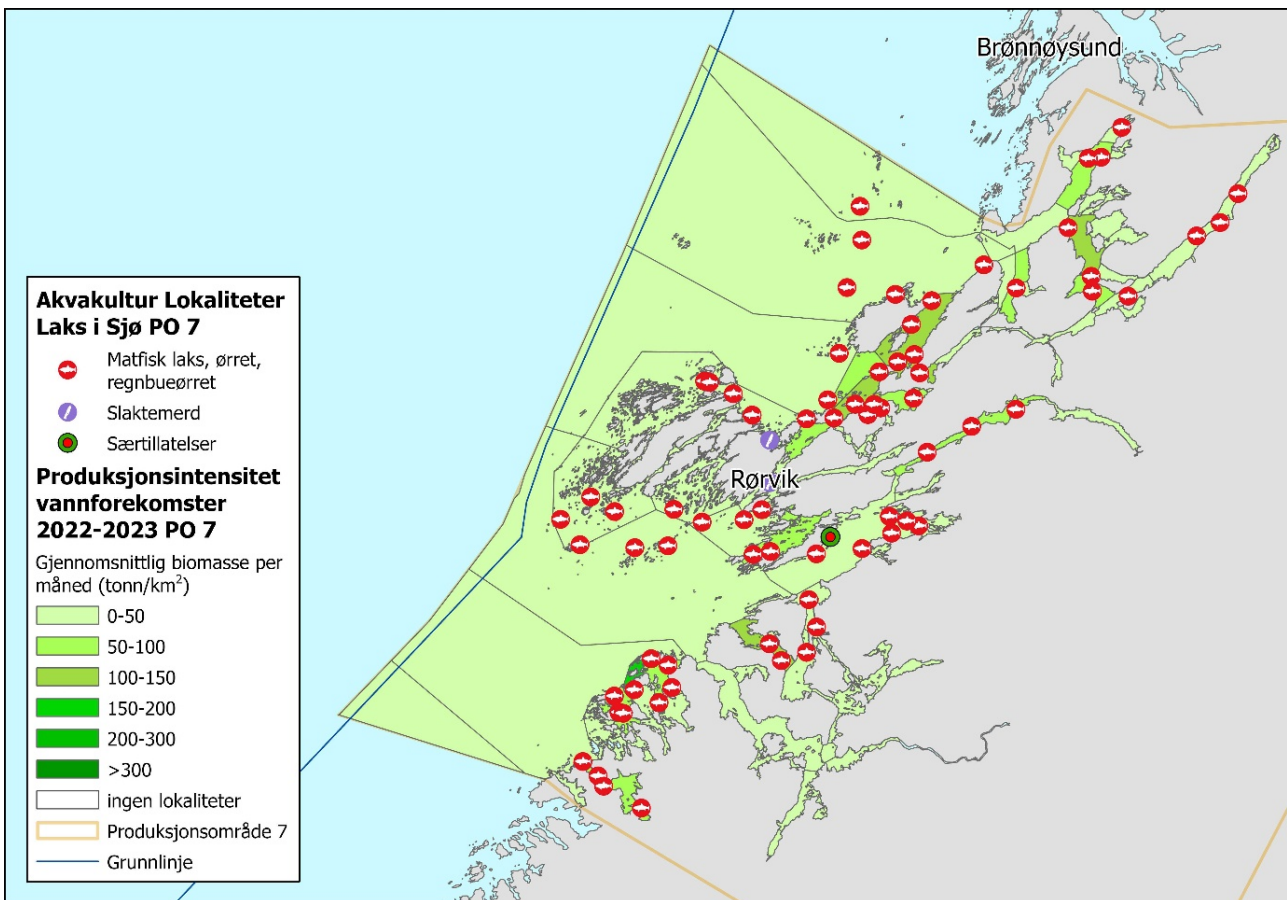 Brønnøysund
Rørvik
Akvakultur Lokaliteter
Laks i Sjø PO 7
Matfisk laks, ørret,
regnbueørret
Slaktemerd
Særtillatelser
Produksjonsintensitet
vannforekomster
2022-2023 PO 7
Gjennomsnittlig biomasse per
måned (tonn/km²)
0-50
50-100
100-150
150-200
200-300
>300
ingen lokaliteter
Produksjonsområde 7
Grunnlinje